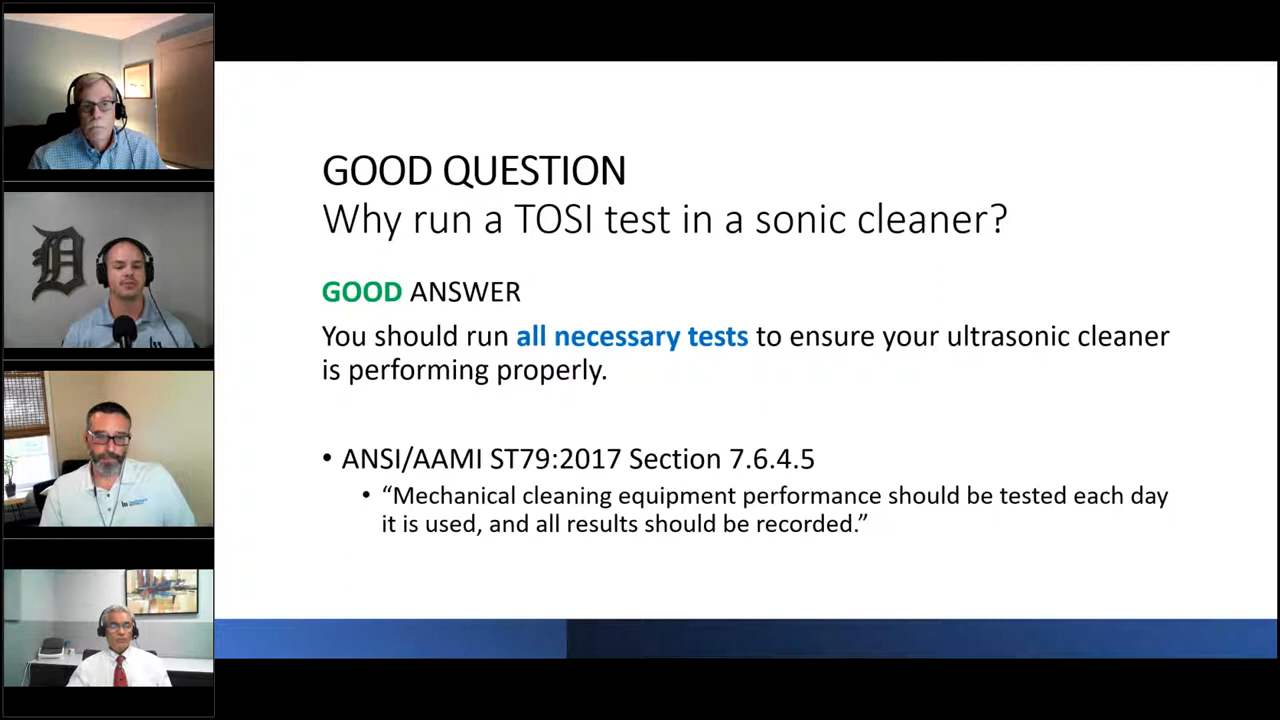 GOOD QUESTION
Why run a TOSI test in a sonic cleaner?
GOOD ANSWER
You should run all necessary tests to ensure your ultrasonic cleaner
is performing properly.
• ANSI/AAMI ST79:2017 Section 7.6.4.5
• “Mechanical cleaning equipment performance should be tested each day
it is used, and all results should be recorded.”